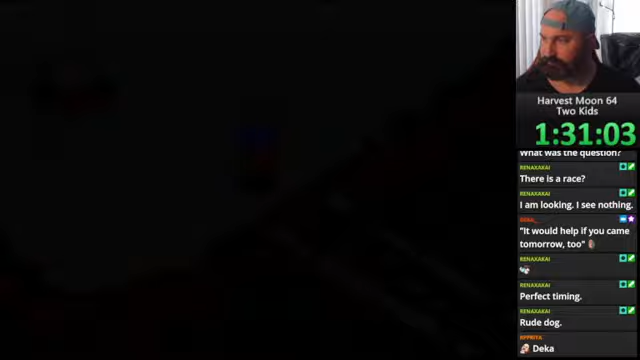 Harvest Moon 64
Two Kids
1:31:03
What was the question?
RENAXAKAI
There is a race?
RENAXAKAI
I am looking. I see nothing.
DEKA_
"It would help if you came
tomorrow, too"
RENAXAKAI
RENAXAKAI
Perfect timing.
RENAXAKAI
Rude dog.
Deka